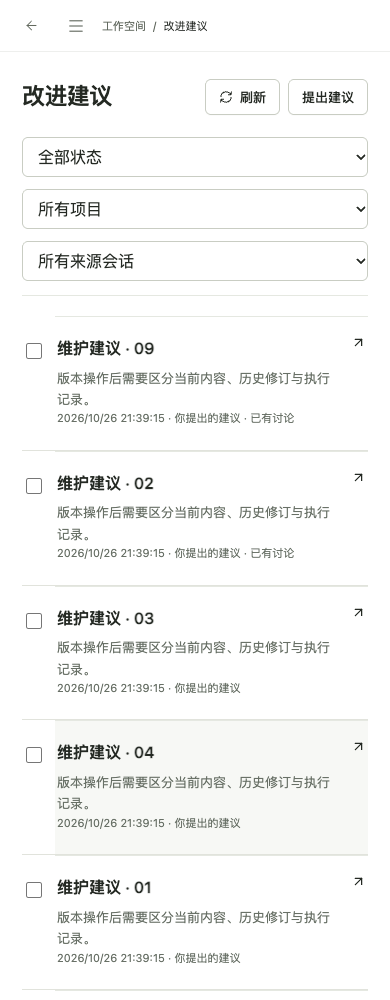 工作空间 / 改进建议
改进建议
刷新
提出建议
全部状态
所有项目
所有来源会话
维护建议 · 09
版本操作后需要区分当前内容、历史修订与执行
记录。
2026/10/26 21:39:15 · 你提出的建议 · 已有讨论
维护建议 · 02
版本操作后需要区分当前内容、历史修订与执行
记录。
2026/10/26 21:39:15 · 你提出的建议 · 已有讨论
维护建议 · 03
版本操作后需要区分当前内容、历史修订与执行
记录。
2026/10/26 21:39:15 · 你提出的建议
维护建议 · 04
版本操作后需要区分当前内容、历史修订与执行
记录。
2026/10/26 21:39:15 · 你提出的建议
维护建议 · 01
版本操作后需要区分当前内容、历史修订与执行
记录。
2026/10/26 21:39:15 · 你提出的建议